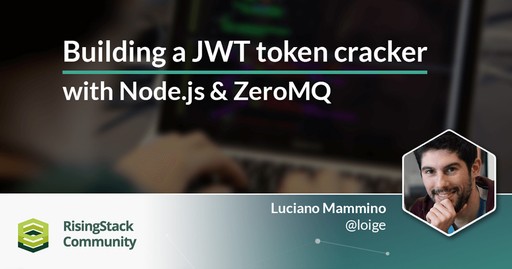 Building a JWT token cracker
with Node.js & ZeroMQ
Luciano Mammino
@loige
RisingStack
Community